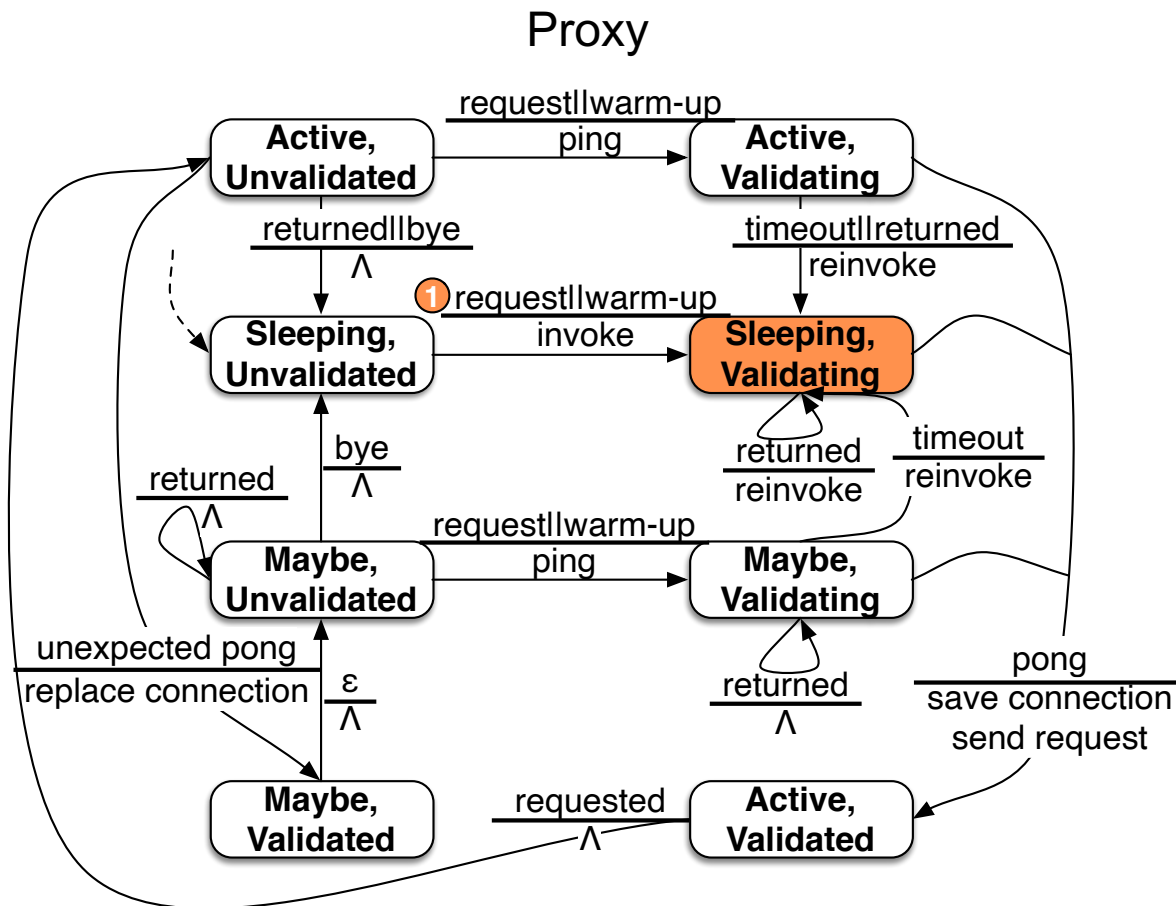 Proxy
request||warm-up
ping
Active,
Unvalidated
Active,
Validating
returned||bye
Λ
timeout||returned
reinvoke
1
request||warm-up
invoke
Sleeping,
Unvalidated
Sleeping,
Validating
bye
Λ
returned
Λ
returned
reinvoke
timeout
reinvoke
request||warm-up
ping
Maybe,
Unvalidated
Maybe,
Validating
unexpected pong
replace connection
ε
Λ
returned
Λ
pong
save connection
send request
Maybe,
Validated
requested
Λ
Active,
Validated